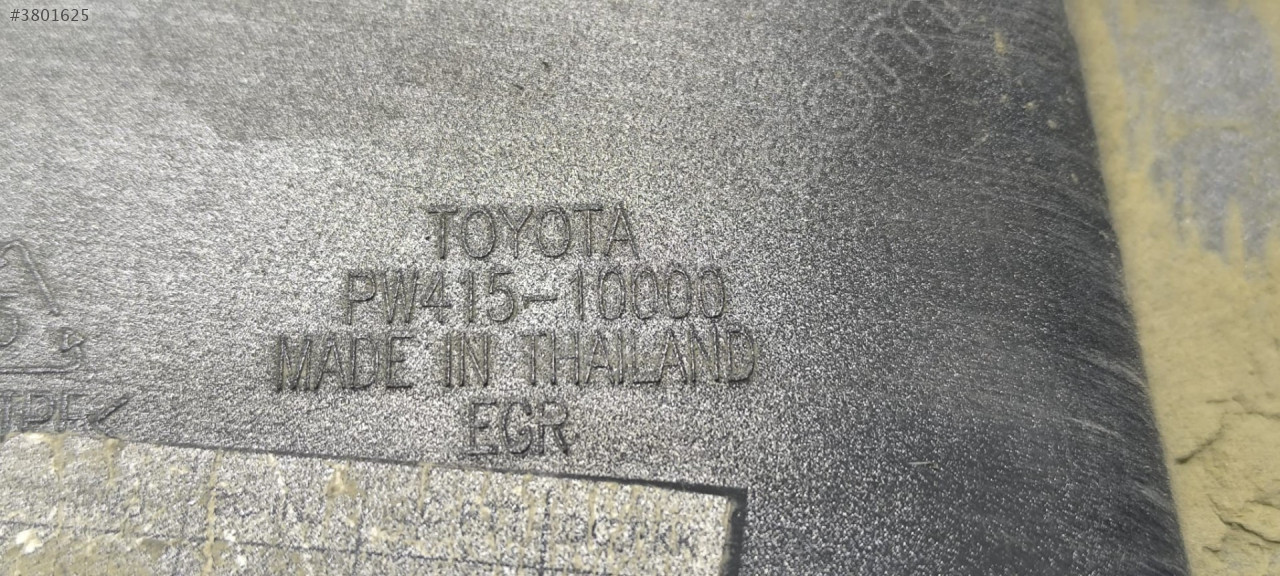 #3801625
TOYOTA
PW415-10000
MADE IN THAILAND
EGR